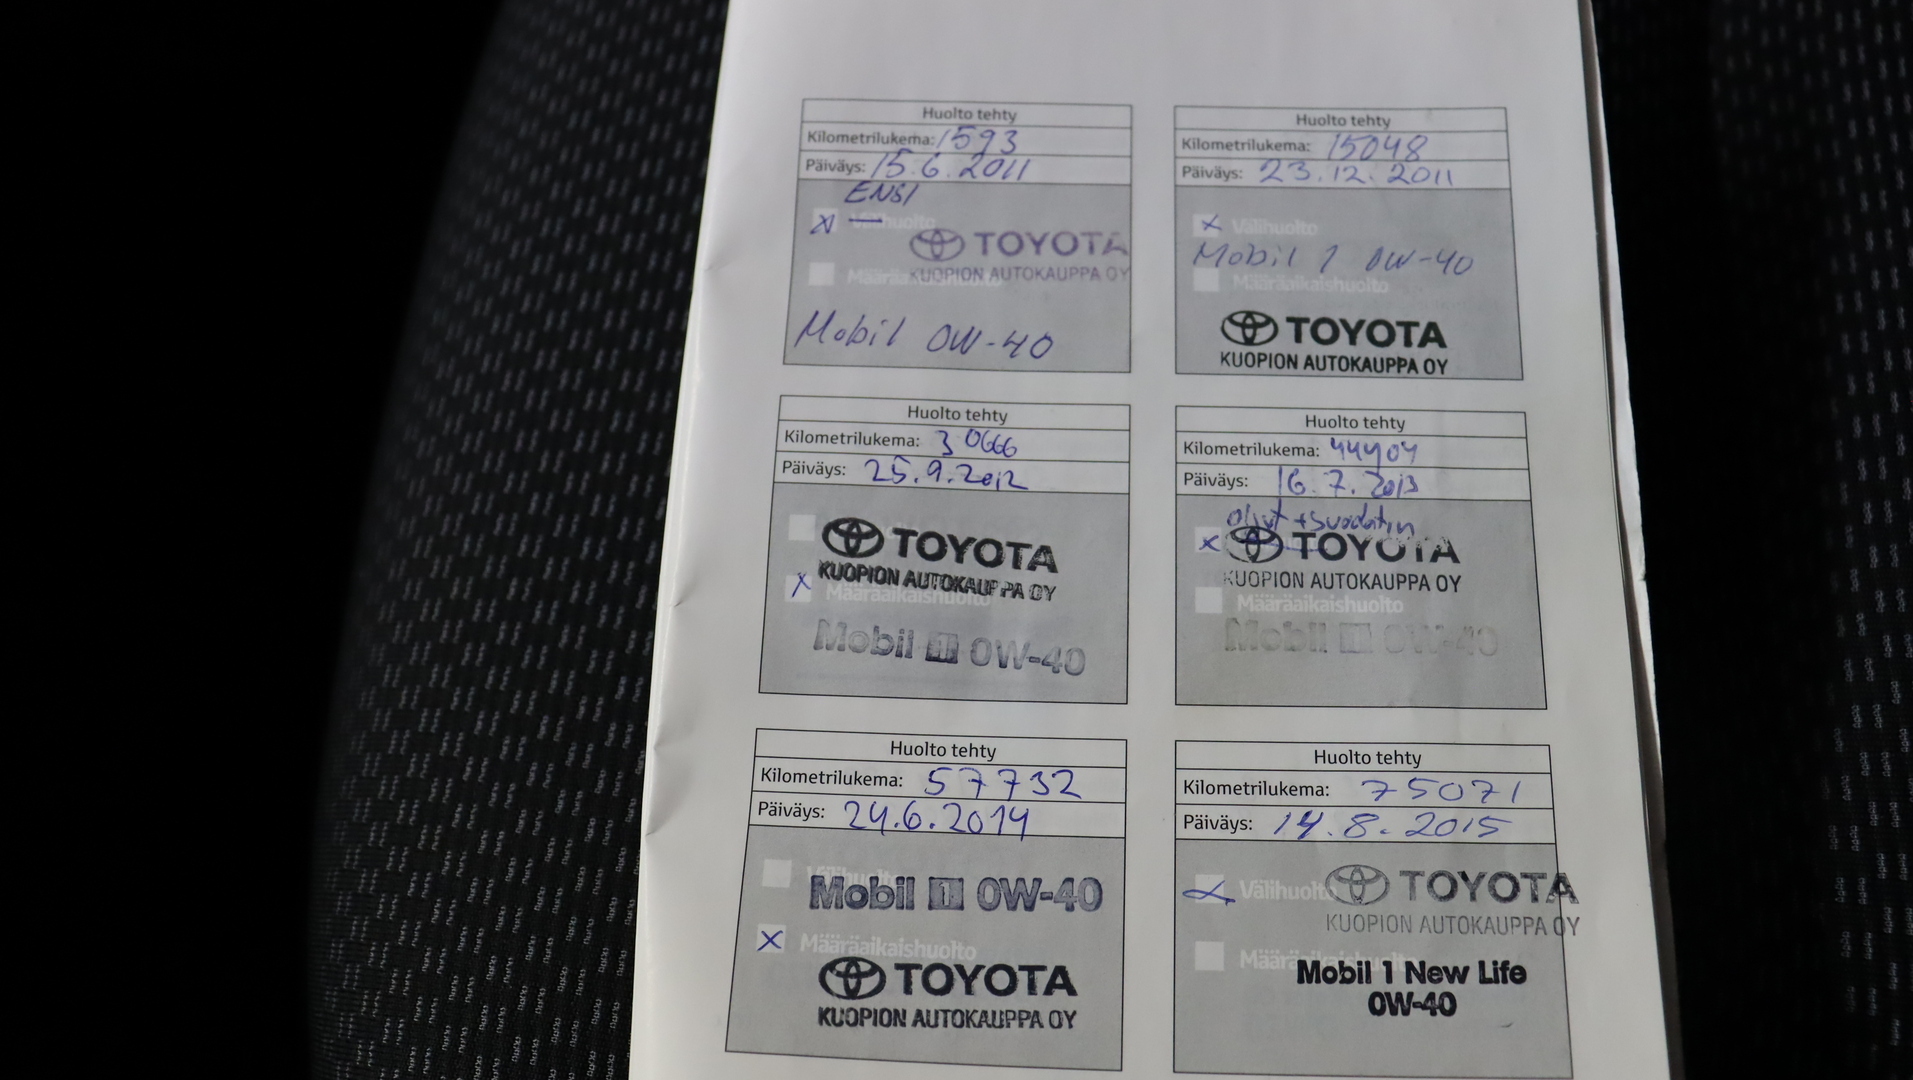 Huolto tehty
Kilometrilukema: 1593
Päiväys: 15.6.2011
ENSI
x Välihuolto
TOYOTA
Määräaikaishuolto
KUOPION AUTOKAUPPA OY
Mobil 0W-40
Huolto tehty
Kilometrilukema: 15048
Päiväys: 23.12.2011
x Välihuolto
Mobil 1 0W-40
Määräaikaishuolto
TOYOTA
KUOPION AUTOKAUPPA OY
Huolto tehty
Kilometrilukema: 30666
Päiväys: 25.9.2012
TOYOTA
KUOPION AUTOKAUPPA OY
x Määräaikaishuolto
Mobil 1 0W-40
Huolto tehty
Kilometrilukema: 44904
Päiväys: 16.7.2013
öljyt + suodatin
x TOYOTA
KUOPION AUTOKAUPPA OY
Määräaikaishuolto
Mobil 1 0W-40
Huolto tehty
Kilometrilukema: 57732
Päiväys: 24.6.2014
Välihuolto
Mobil 1 0W-40
x Määräaikaishuolto
TOYOTA
KUOPION AUTOKAUPPA OY
Huolto tehty
Kilometrilukema: 75071
Päiväys: 14.8.2015
x Välihuolto
TOYOTA
KUOPION AUTOKAUPPA OY
Määräaikaishuolto
Mobil 1 New Life
0W-40